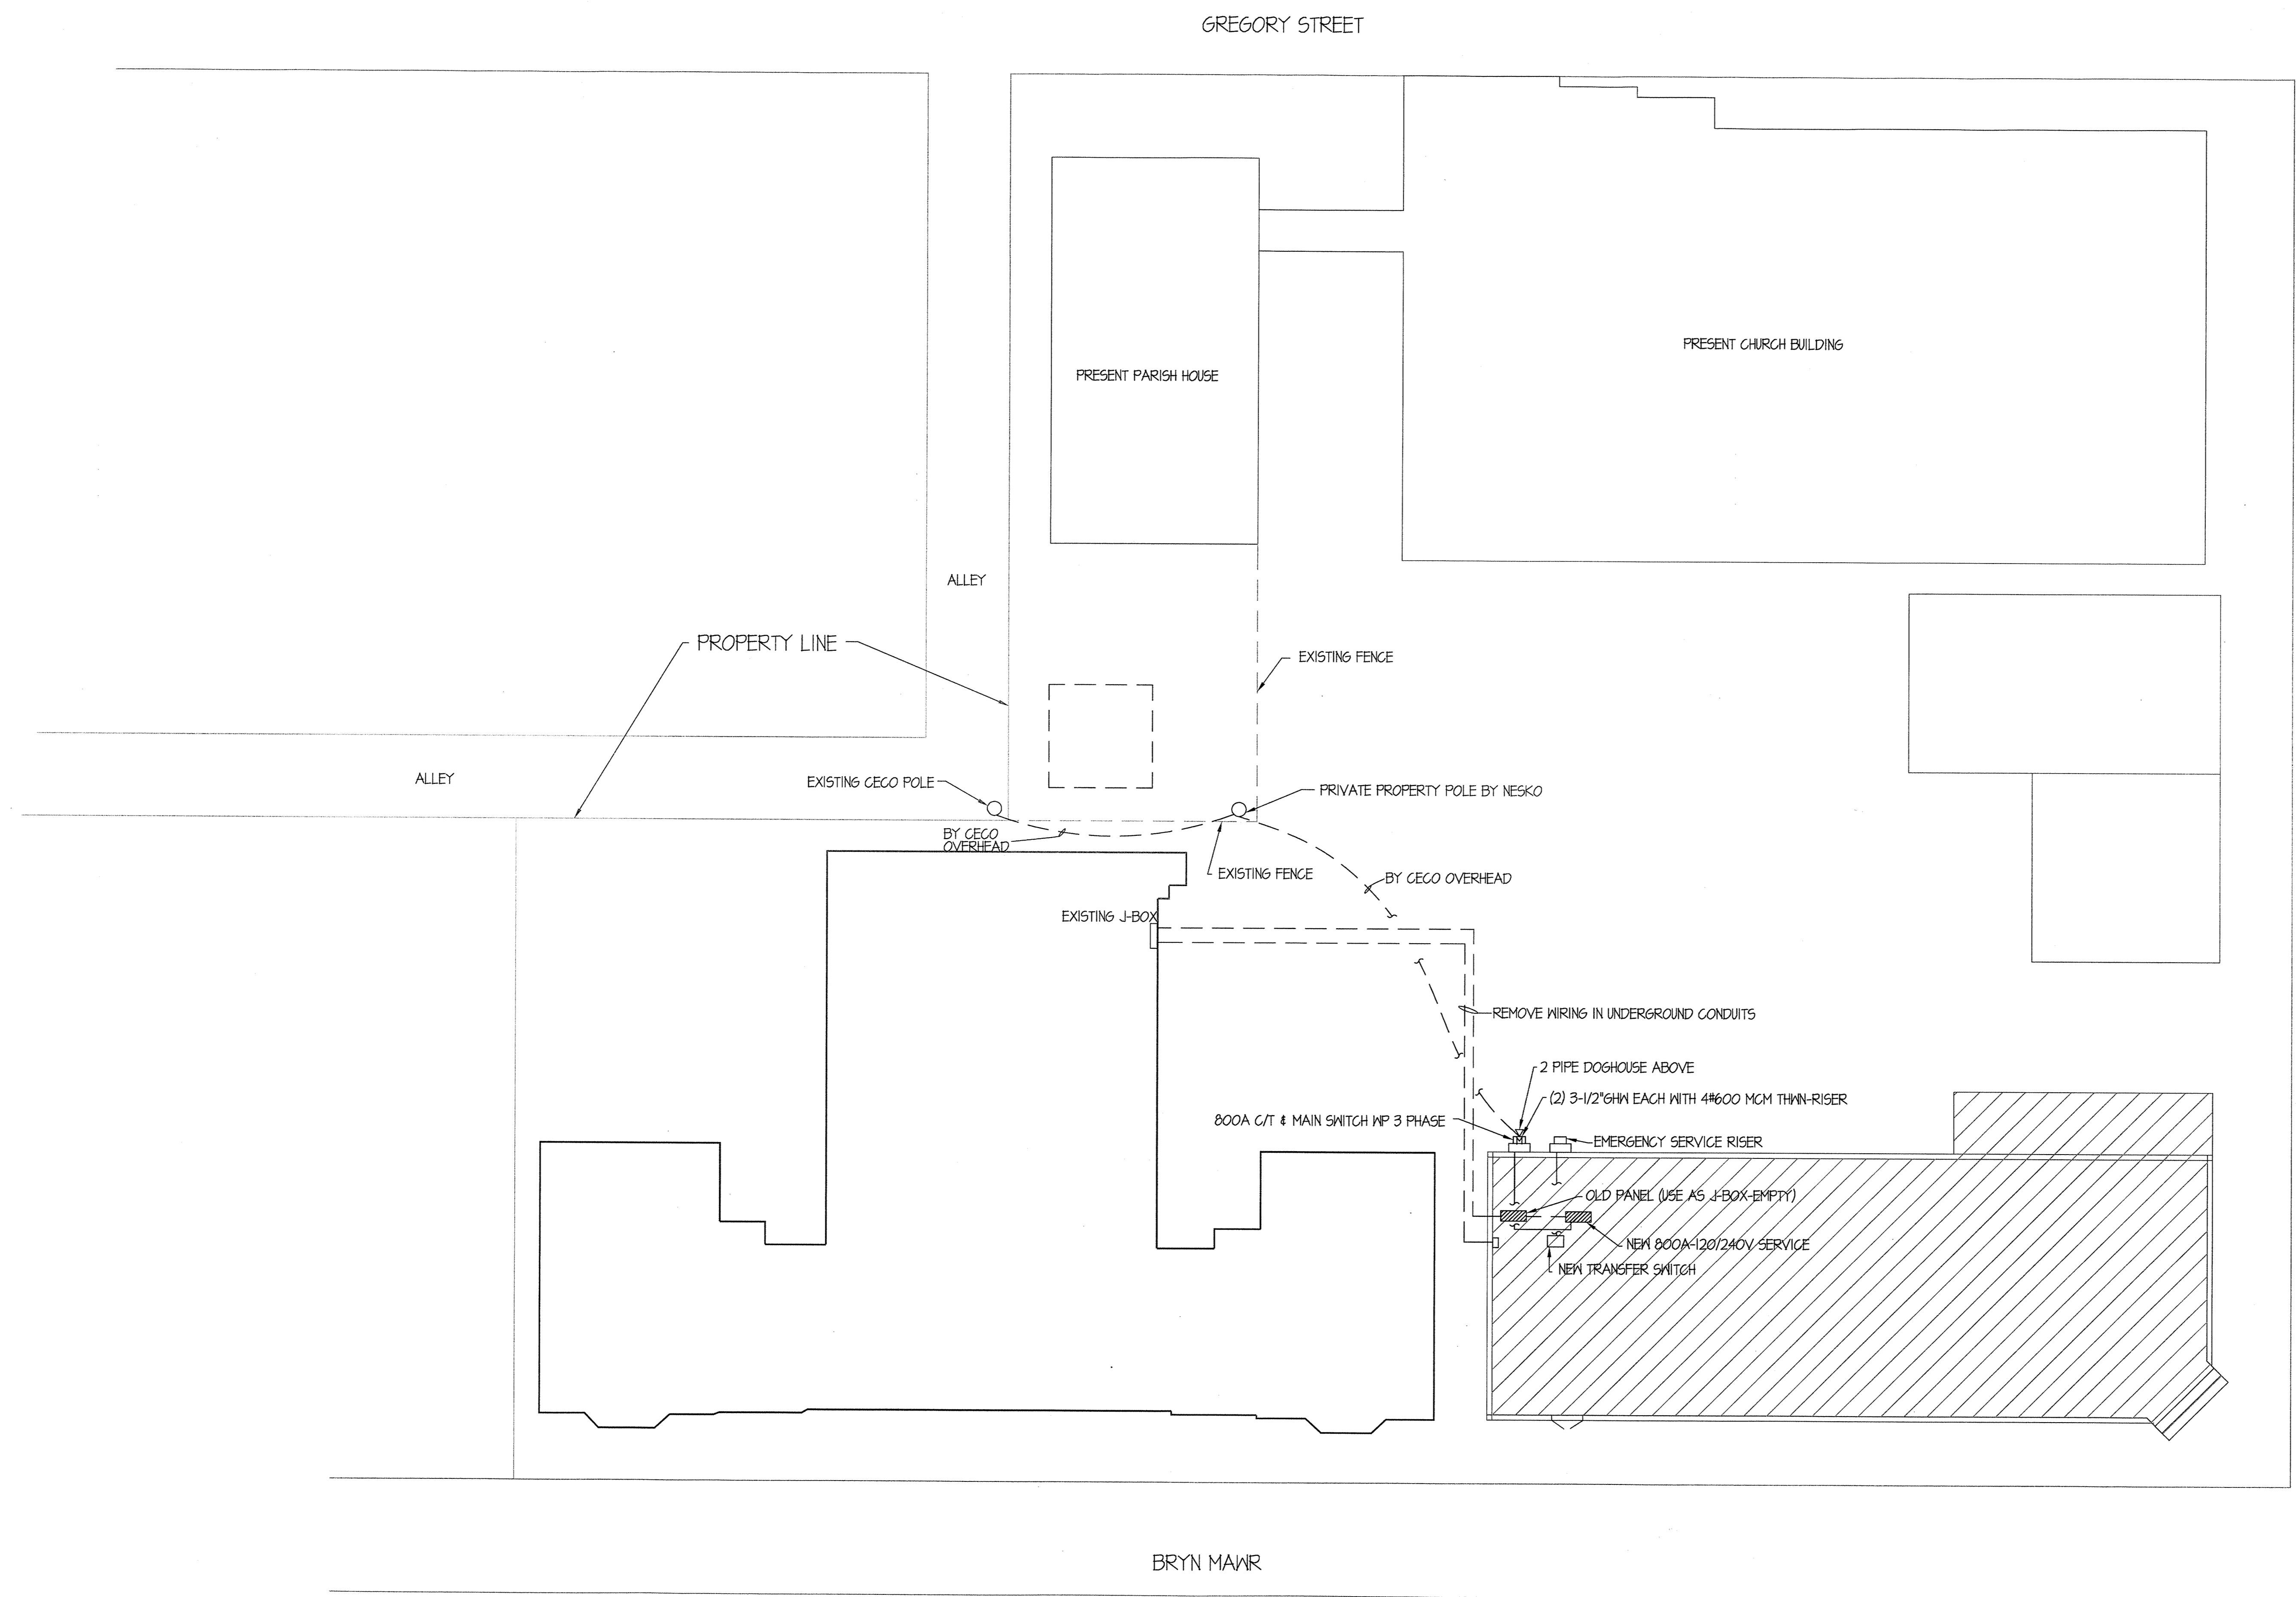 GREGORY STREET
PRESENT CHURCH BUILDING
PRESENT PARISH HOUSE
ALLEY
PROPERTY LINE
EXISTING FENCE
ALLEY
EXISTING CECO POLE
PRIVATE PROPERTY POLE BY NESKO
BY CECO
OVERHEAD
EXISTING FENCE
BY CECO OVERHEAD
EXISTING J-BOX
REMOVE WIRING IN UNDERGROUND CONDUITS
2 PIPE DOGHOUSE ABOVE
(2) 3-1/2"GHW EACH WITH 4#600 MCM THWN-RISER
800A C/T & MAIN SWITCH WP 3 PHASE
EMERGENCY SERVICE RISER
OLD PANEL (USE AS J-BOX-EMPTY)
NEW 800A-120/240V SERVICE
NEW TRANSFER SWITCH
BRYN MAWR